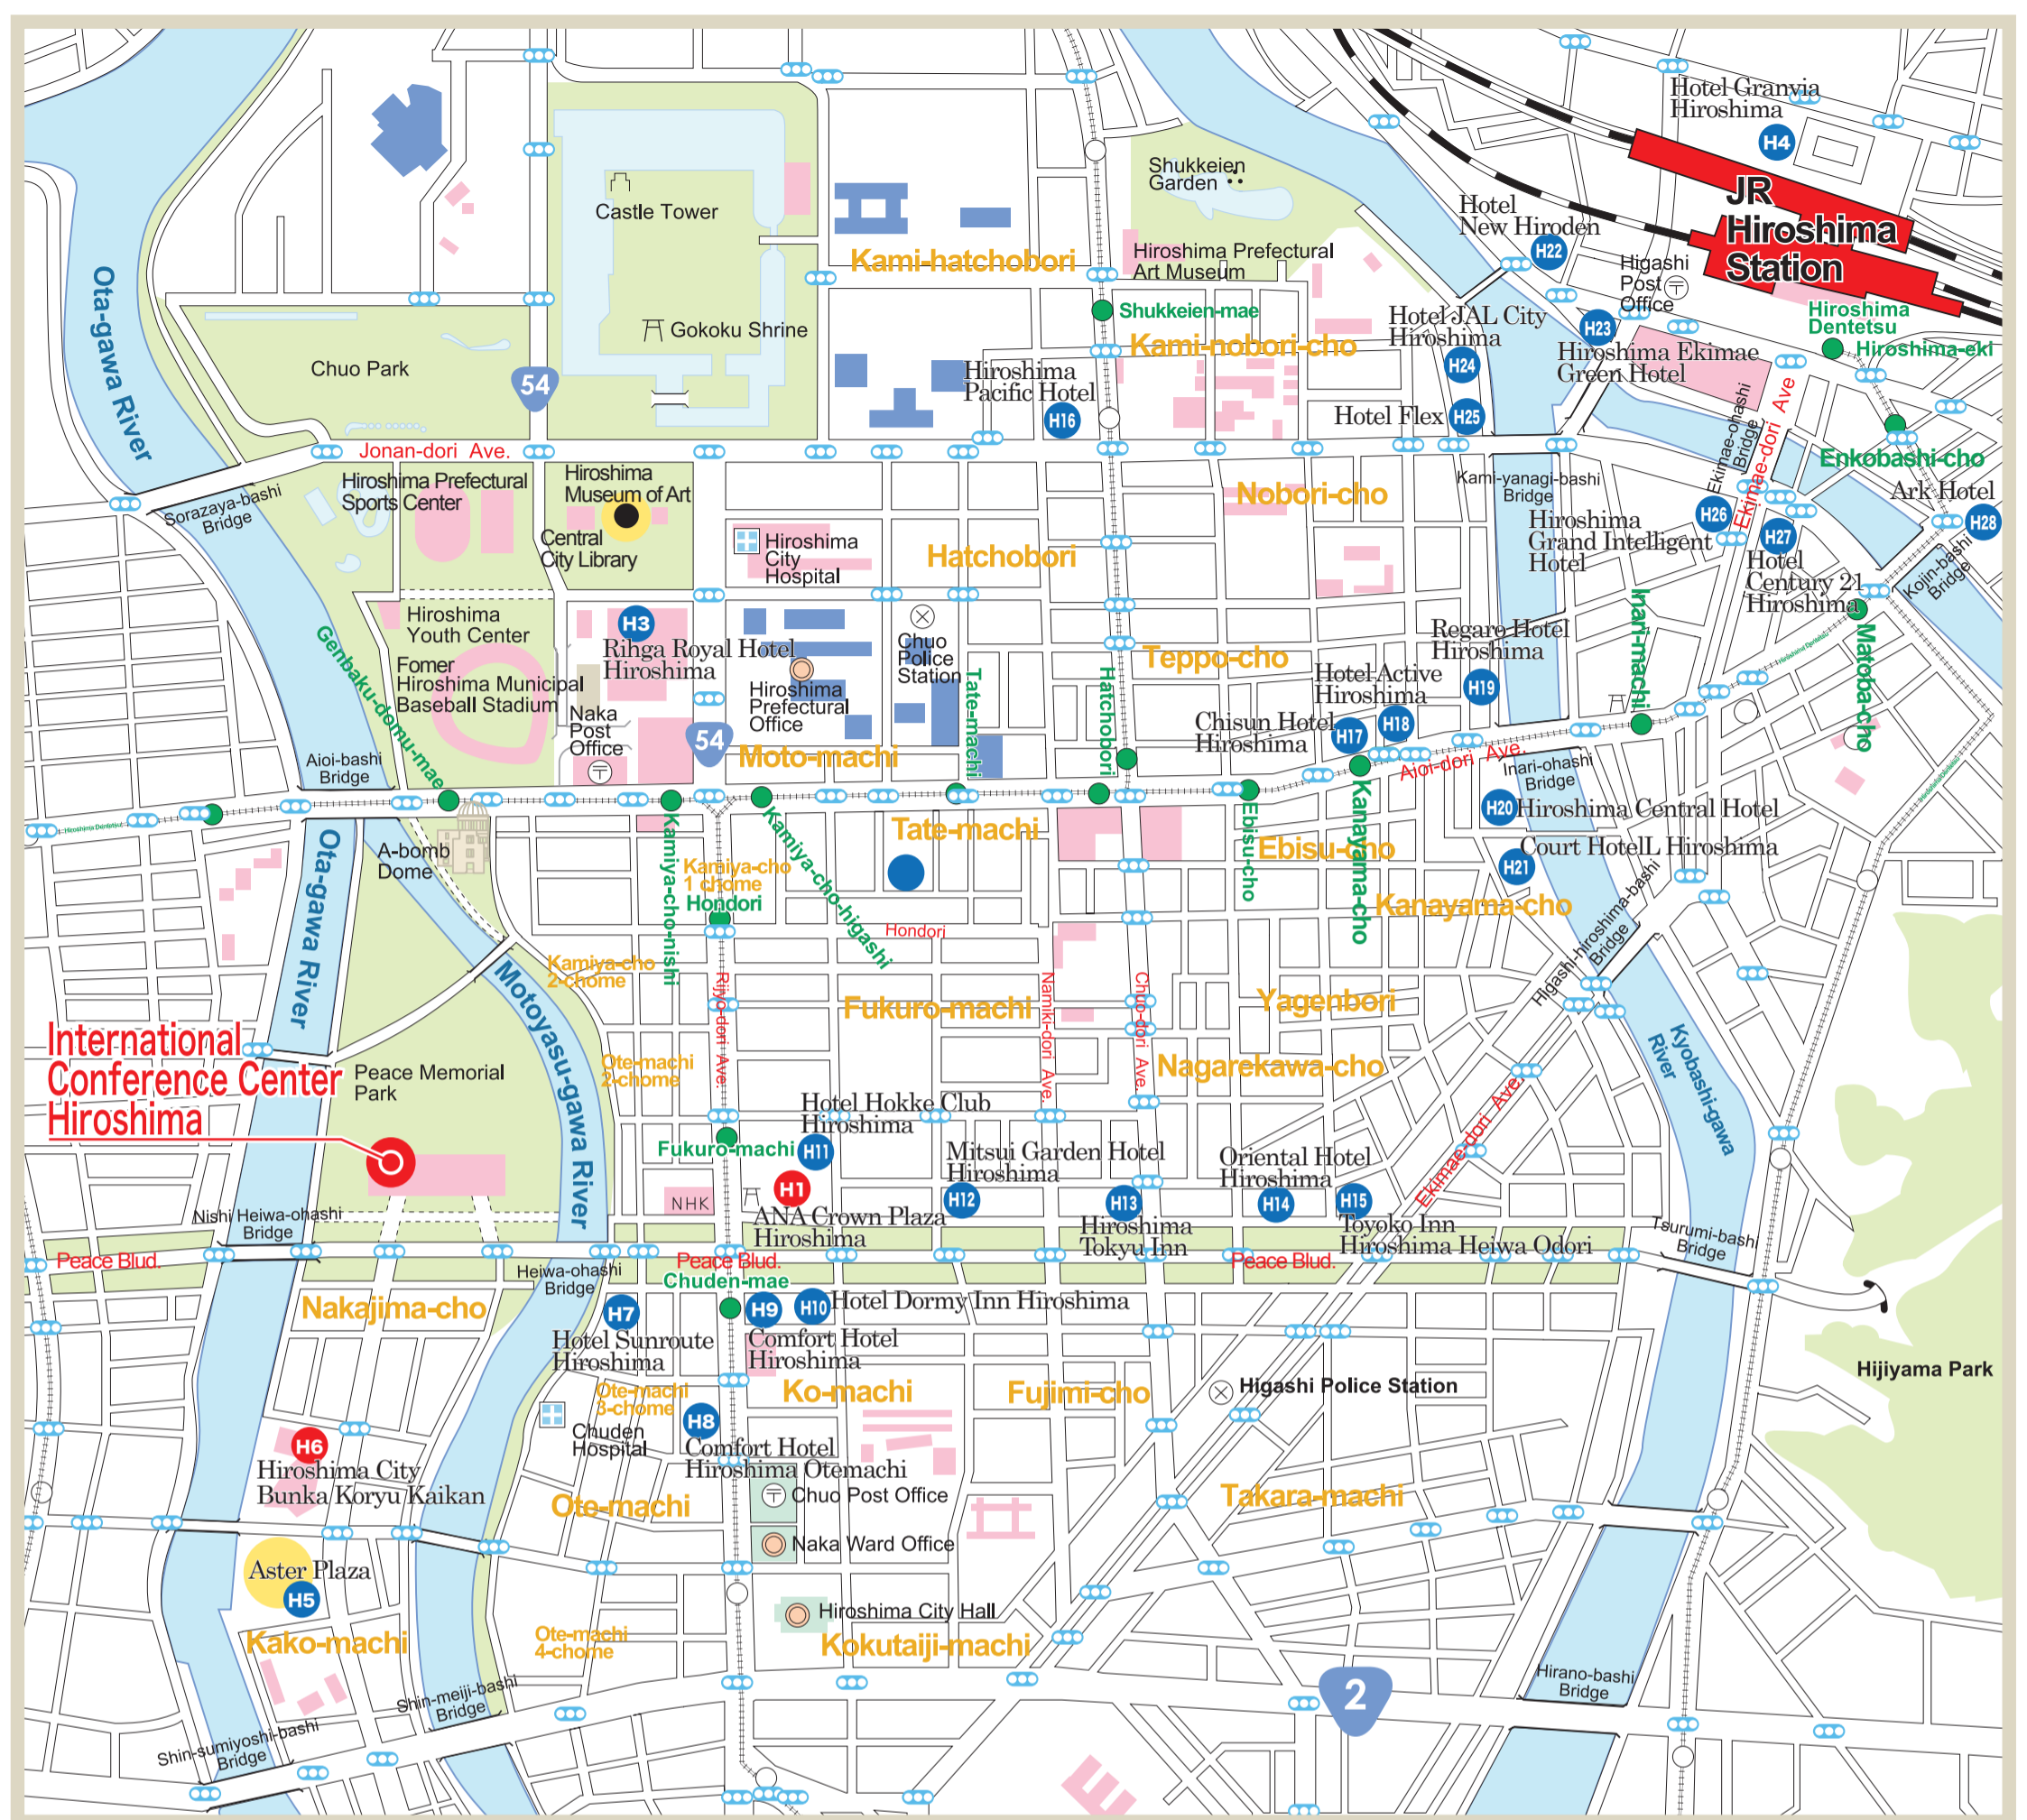 Hotel Granvia
Hiroshima
H4
JR
Hiroshima
Station
Shukkeien
Garden
Castle Tower
Hotel
New Hiroden
H22
Hiroshima Prefectural
Art Museum
Kami-hatchobori
Higashi
Post
Office
Ota-gawa River
Shukkeien-mae
Hiroshima
Dentetsu
Hiroshima-eki
Gokoku Shrine
Hotel JAL City
Hiroshima
H24
H23
Hiroshima Ekimae
Green Hotel
Kami-nobori-cho
Chuo Park
54
Hiroshima
Pacific Hotel
H16
Hotel Flex
H25
Ekimae-ohashi
Bridge
Ekimae-dori Ave
Jonan-dori Ave.
Enkobashi-cho
Sorazaya-bashi
Bridge
Hiroshima Prefectural
Sports Center
Hiroshima
Museum of Art
Central
City Library
Nobori-cho
Kami-yanagi-bashi
Bridge
Ark Hotel
H28
H26
Hiroshima
Grand Intelligent
Hotel
H27
Hotel
Century 21
Hiroshima
Kojin-bashi
Bridge
Hiroshima
City
Hospital
Hatchobori
Hiroshima
Youth Center
H3
Rihga Royal Hotel
Hiroshima
Chuo
Police
Station
Genbaku-domu-mae
Fomer
Hiroshima Municipal
Baseball Stadium
Naka
Post
Office
Hiroshima
Prefectural
Office
54
Moto-machi
Tate-machi
Hatchobori
Teppo-cho
Regaro Hotel
Hiroshima
H19
Hotel Active
Hiroshima
H18
Chisun Hotel
Hiroshima
H17
Inari-machi
Matoba-cho
Hiroshima Dentetsu
Hiroshima Dentetsu
Aioi-bashi
Bridge
Aioi-dori Ave.
Inari-ohashi
Bridge
Hiroshima Dentetsu
Ota-gawa River
A-bomb
Dome
Kamiya-cho-nishi
Kamiya-cho
1 chome
Hondori
Kamiya-cho-higashi
Tate-machi
Ebisu-cho
Ebisu-cho
Kanayama-cho
H20
Hiroshima Central Hotel
H21
Court HotelL Hiroshima
Kanayama-cho
Hondori
Higashi-hiroshima-bashi
Bridge
Kamiya-cho
2-chome
Motoyasu-gawa River
Rijyo-dori Ave.
Fukuro-machi
Namiki-dori Ave.
Chuo-dori Ave.
Yagenbori
Nagarekawa-cho
Kyobashi-gawa
River
International
Conference Center
Hiroshima
Peace Memorial
Park
Ote-machi
2-chome
Hotel Hokke Club
Hiroshima
H11
Fukuro-machi
Mitsui Garden Hotel
Hiroshima
H12
Oriental Hotel
Hiroshima
H14
H15
Ekimae-dori Ave.
NHK
H1
ANA Crown Plaza
Hiroshima
H13
Hiroshima
Tokyu Inn
Toyoko Inn
Hiroshima Heiwa Odori
Nishi Heiwa-ohashi
Bridge
Tsurumi-bashi
Bridge
Peace Blud.
Peace Blud.
Peace Blud.
Heiwa-ohashi
Bridge
Chuden-mae
Nakajima-cho
H7
Hotel Sunroute
Hiroshima
H9
Comfort Hotel
Hiroshima
H10
Hotel Dormy Inn Hiroshima
Hijiyama Park
Ote-machi
3-chome
Ko-machi
Fujimi-cho
Higashi Police Station
H8
Comfort Hotel
Hiroshima Otemachi
Chuden
Hospital
H6
Hiroshima City
Bunka Koryu Kaikan
Chuo Post Office
Ote-machi
Takara-machi
Naka Ward Office
Aster Plaza
H5
Hiroshima City Hall
Kako-machi
Ote-machi
4-chome
Kokutaiji-machi
2
Hirano-bashi
Bridge
Shin-meiji-bashi
Bridge
Shin-sumiyoshi-bashi
Bridge